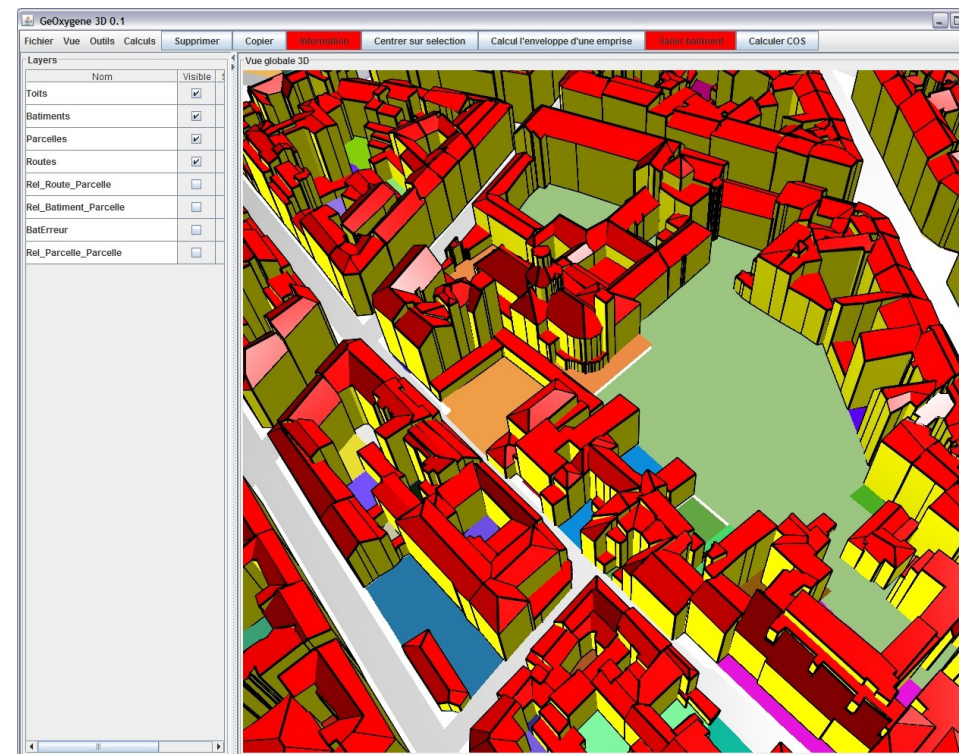 GeOxygene 3D 0.1
Fichier Vue Outils Calculs Supprimer Copier Information Centrer sur selection Calcul l'enveloppe d'une emprise Saisir batiment Calculer COS
Layers
Vue globale 3D
Nom Visible S
Toits
Batiments
Parcelles
Routes
Rel_Route_Parcelle
Rel_Batiment_Parcelle
BatErreur
Rel_Parcelle_Parcelle